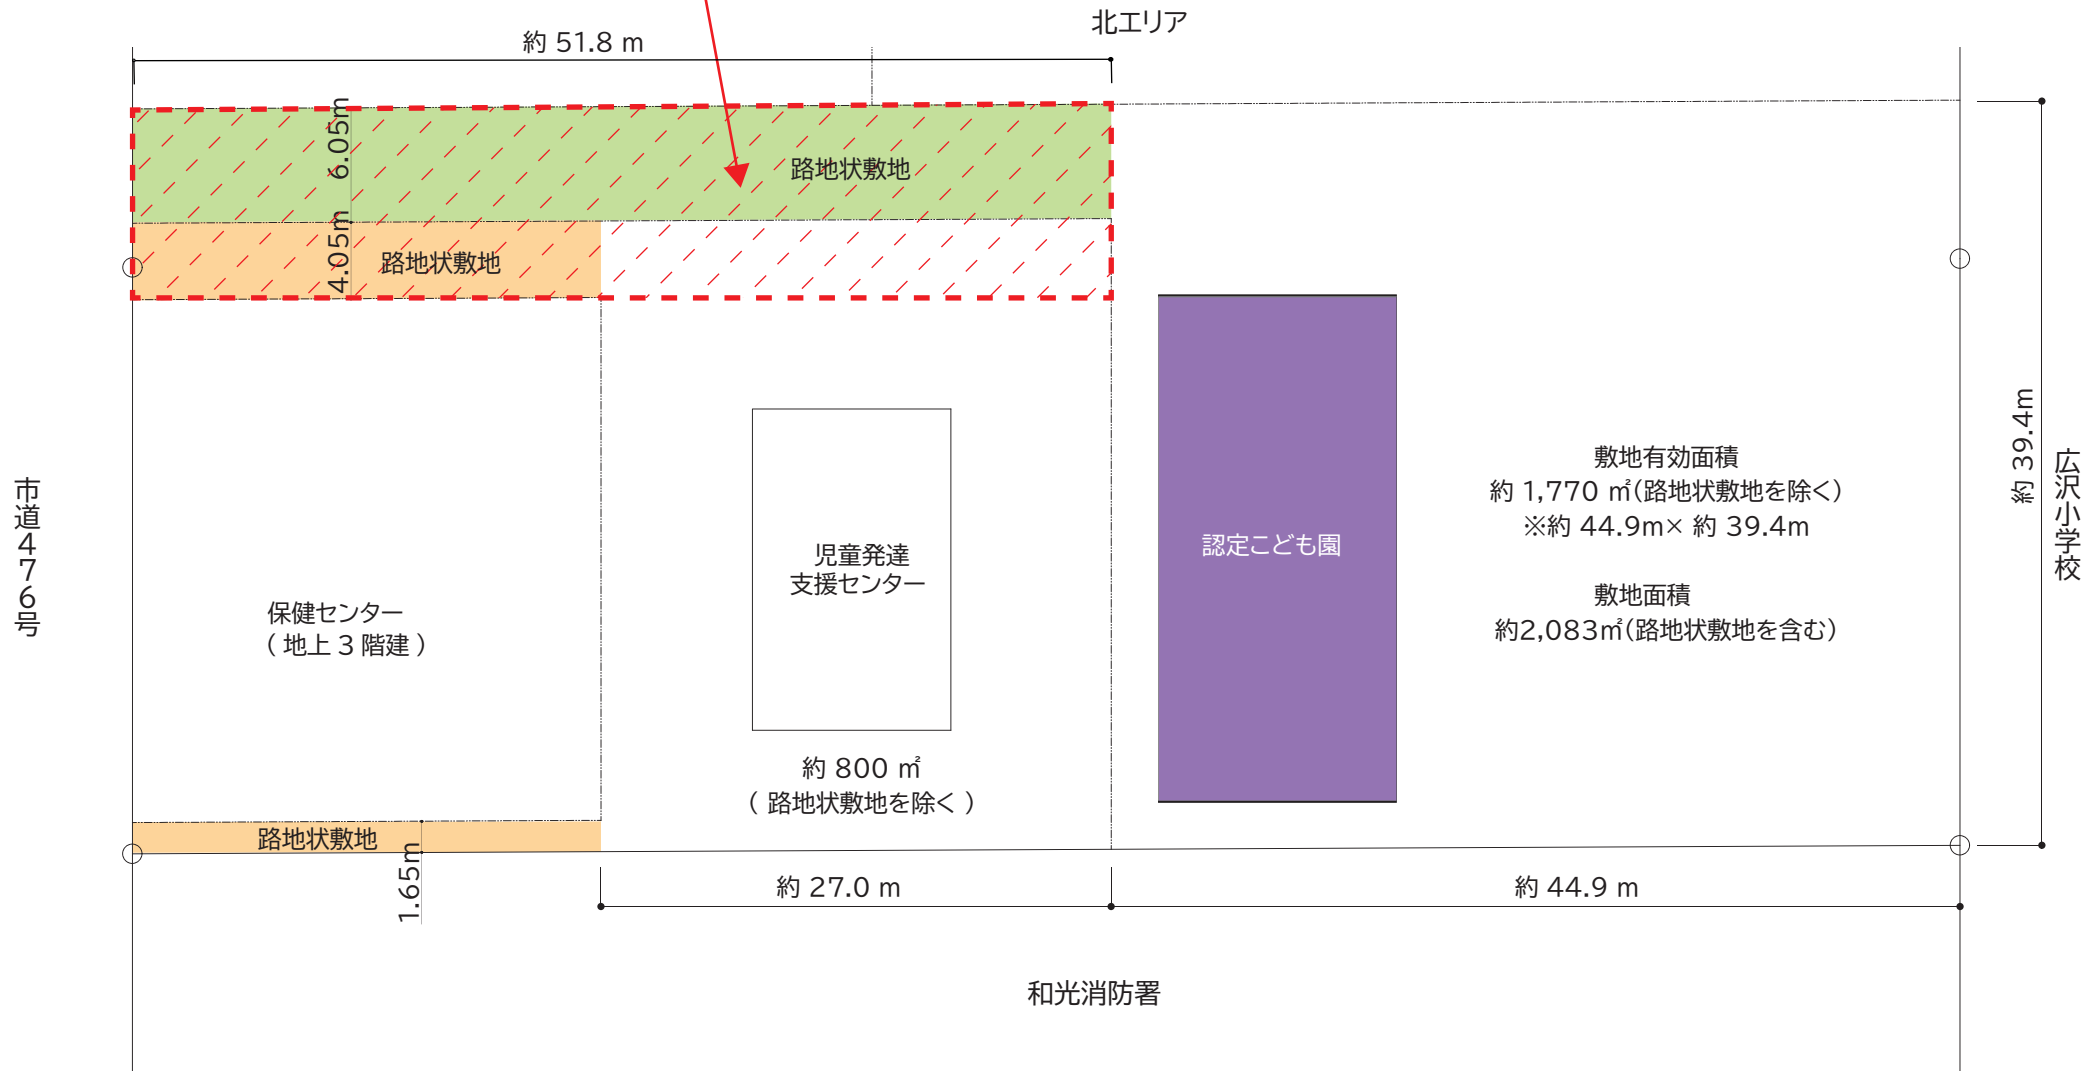 北エリア
約 51.8 m
6.05m
路地状敷地
4.05m
路地状敷地
約 39.4m
広沢小学校
市道476号
敷地有効面積
約 1,770 ㎡(路地状敷地を除く)
※約 44.9m× 約 39.4m
認定こども園
児童発達
支援センター
敷地面積
約2,083㎡(路地状敷地を含む)
保健センター
( 地上 3 階建 )
約 800 ㎡
( 路地状敷地を除く )
路地状敷地
1.65m
約 27.0 m
約 44.9 m
和光消防署